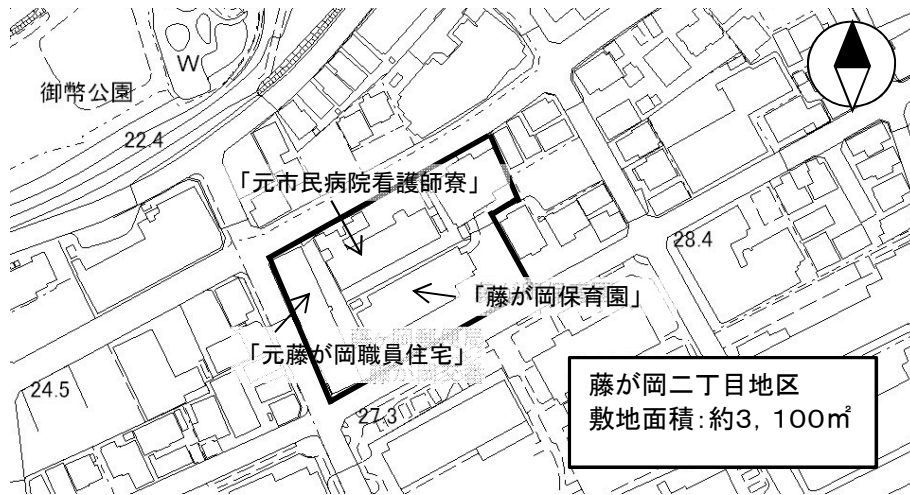 W
御幣公園
22.4
「元市民病院看護師寮」
28.4
「藤が岡保育園」
「元藤が岡職員住宅」
24.5
27.3
藤が岡二丁目地区
敷地面積：約3，100㎡